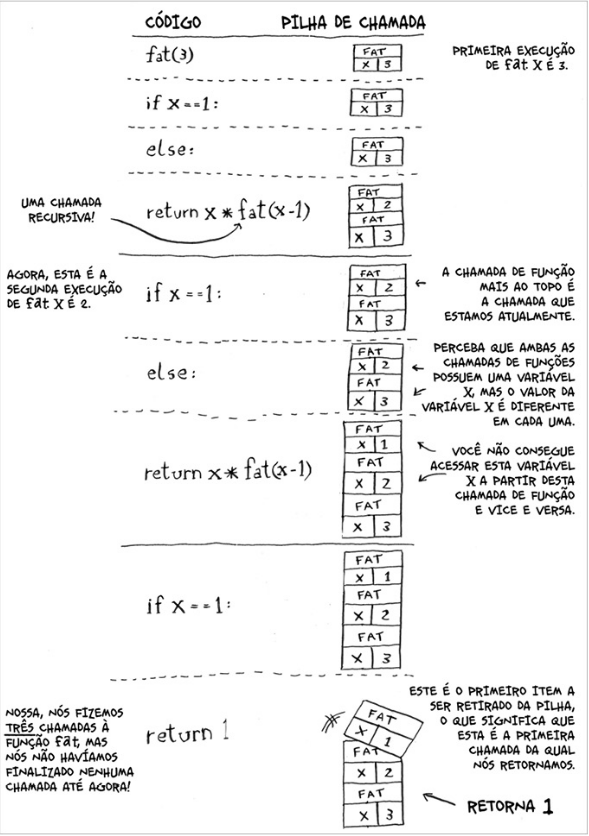 CÓDIGO PILHA DE CHAMADA
fat(3)
FAT
X 3
PRIMEIRA EXECUÇÃO
DE fat X É 3.
if x==1:
FAT
X 3
else:
FAT
X 3
UMA CHAMADA
RECURSIVA!
return x * fat(x-1)
FAT
X 2
FAT
X 3
AGORA, ESTA É A
SEGUNDA EXECUÇÃO
DE fat X É 2.
if x==1:
FAT
X 2
FAT
X 3
A CHAMADA DE FUNÇÃO
MAIS AO TOPO É
A CHAMADA QUE
ESTAMOS ATUALMENTE.
else:
FAT
X 2
FAT
X 3
PERCEBA QUE AMBAS AS
CHAMADAS DE FUNÇÕES
POSSUEM UMA VARIÁVEL
X, MAS O VALOR DA
VARIÁVEL X É DIFERENTE
EM CADA UMA.
return x * fat(x-1)
FAT
X 1
FAT
X 2
FAT
X 3
VOCÊ NÃO CONSEGUE
ACESSAR ESTA VARIÁVEL
X A PARTIR DESTA
CHAMADA DE FUNÇÃO
E VICE E VERSA.
if x==1:
FAT
X 1
FAT
X 2
FAT
X 3
NOSSA, NÓS FIZEMOS
TRÊS CHAMADAS À
FUNÇÃO fat, MAS
NÓS NÃO HAVÍAMOS
FINALIZADO NENHUMA
CHAMADA ATÉ AGORA!
return 1
FAT
X 1
FAT
X 2
FAT
X 3
ESTE É O PRIMEIRO ITEM A
SER RETIRADO DA PILHA,
O QUE SIGNIFICA QUE
ESTA É A PRIMEIRA
CHAMADA DA QUAL
NÓS RETORNAMOS.
RETORNA 1